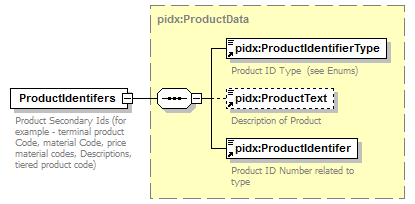 pidx:ProductData
pidx:ProductIdentifierType
Product ID Type (see Enums)
ProductIdentifers
pidx:ProductText
Product Secondary Ids (for
example - terminal product
Code, material Code, price
material codes, Descriptions,
tiered product code)
Description of Product
pidx:ProductIdentifer
Product ID Number related to
type